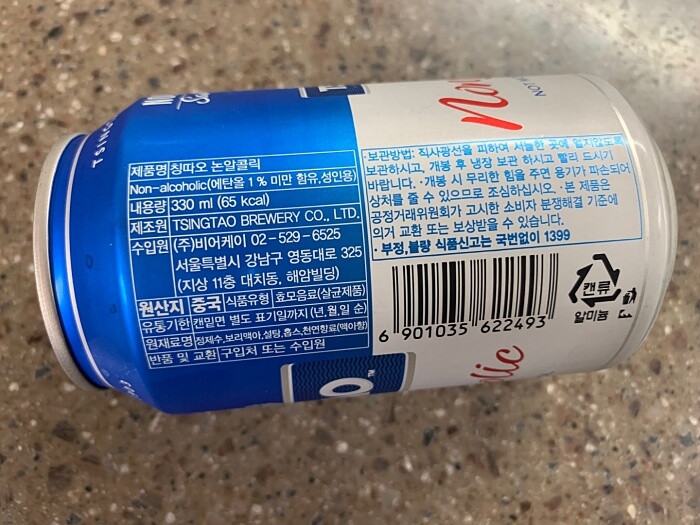 제품명 칭따오 논알콜릭
Non-alcoholic(에탄올 1% 미만 함유,성인용)
내용량 330 ml (65 kcal)
제조원 TSINGTAO BREWERY CO., LTD.
수입원 (주)비어케이 02-529-6525
서울특별시 강남구 영동대로 325
(지상 11층 대치동, 해암빌딩)
원산지 중국 식품유형 효모음료(살균제품)
유통기한 캔밑면 별도 표기일까지 (년,월,일 순)
원재료명 정제수,보리맥아,설탕,홉스,천연향료(맥아향)
반품 및 교환 구입처 또는 수입원
·보관방법: 직사광선을 피하여 서늘한 곳에 얼지않도록
보관하시고, 개봉 후 냉장 보관 하시고 빨리 드시기
바랍니다. ·개봉 시 무리한 힘을 주면 용기가 파손되어
상처를 줄 수 있으므로 조심하십시오. ·본 제품은
공정거래위원회가 고시한 소비자 분쟁해결 기준에
의거 교환 또는 보상받을 수 있습니다.
·부정,불량 식품신고는 국번없이 1399
6 901035 622493
캔류
알미늄